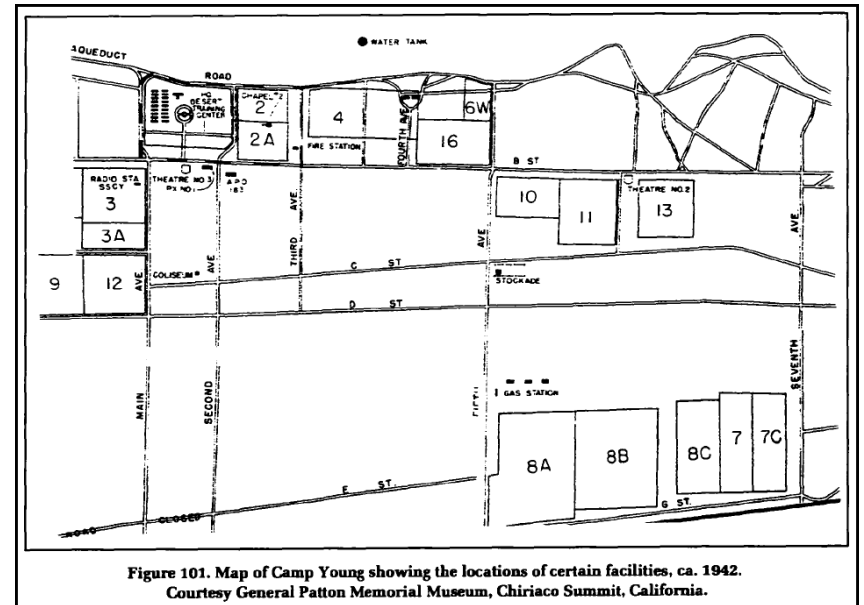 WATER TANK
AQUEDUCT
ROAD
HQ
DESERT
TRAINING
CENTER
CHAPEL #2
2
2A
4
FIRE STATION
FOURTH AVE
6W
16
B ST
RADIO STA
SSCY
3
3A
THEATRE NO. 3
PX NO. 1
A P O
183
THIRD AVE.
10
11
THEATRE NO. 2
13
9
12
MAIN AVE
COLISEUM
SECOND AVE
C ST
FIFTH AVE
STOCKADE
SEVENTH AVE.
D ST
GAS STATION
8A
8B
8C
7
7C
E ST.
G ST.
ROAD CLOSED
Figure 101. Map of Camp Young showing the locations of certain facilities, ca. 1942.
Courtesy General Patton Memorial Museum, Chiriaco Summit, California.